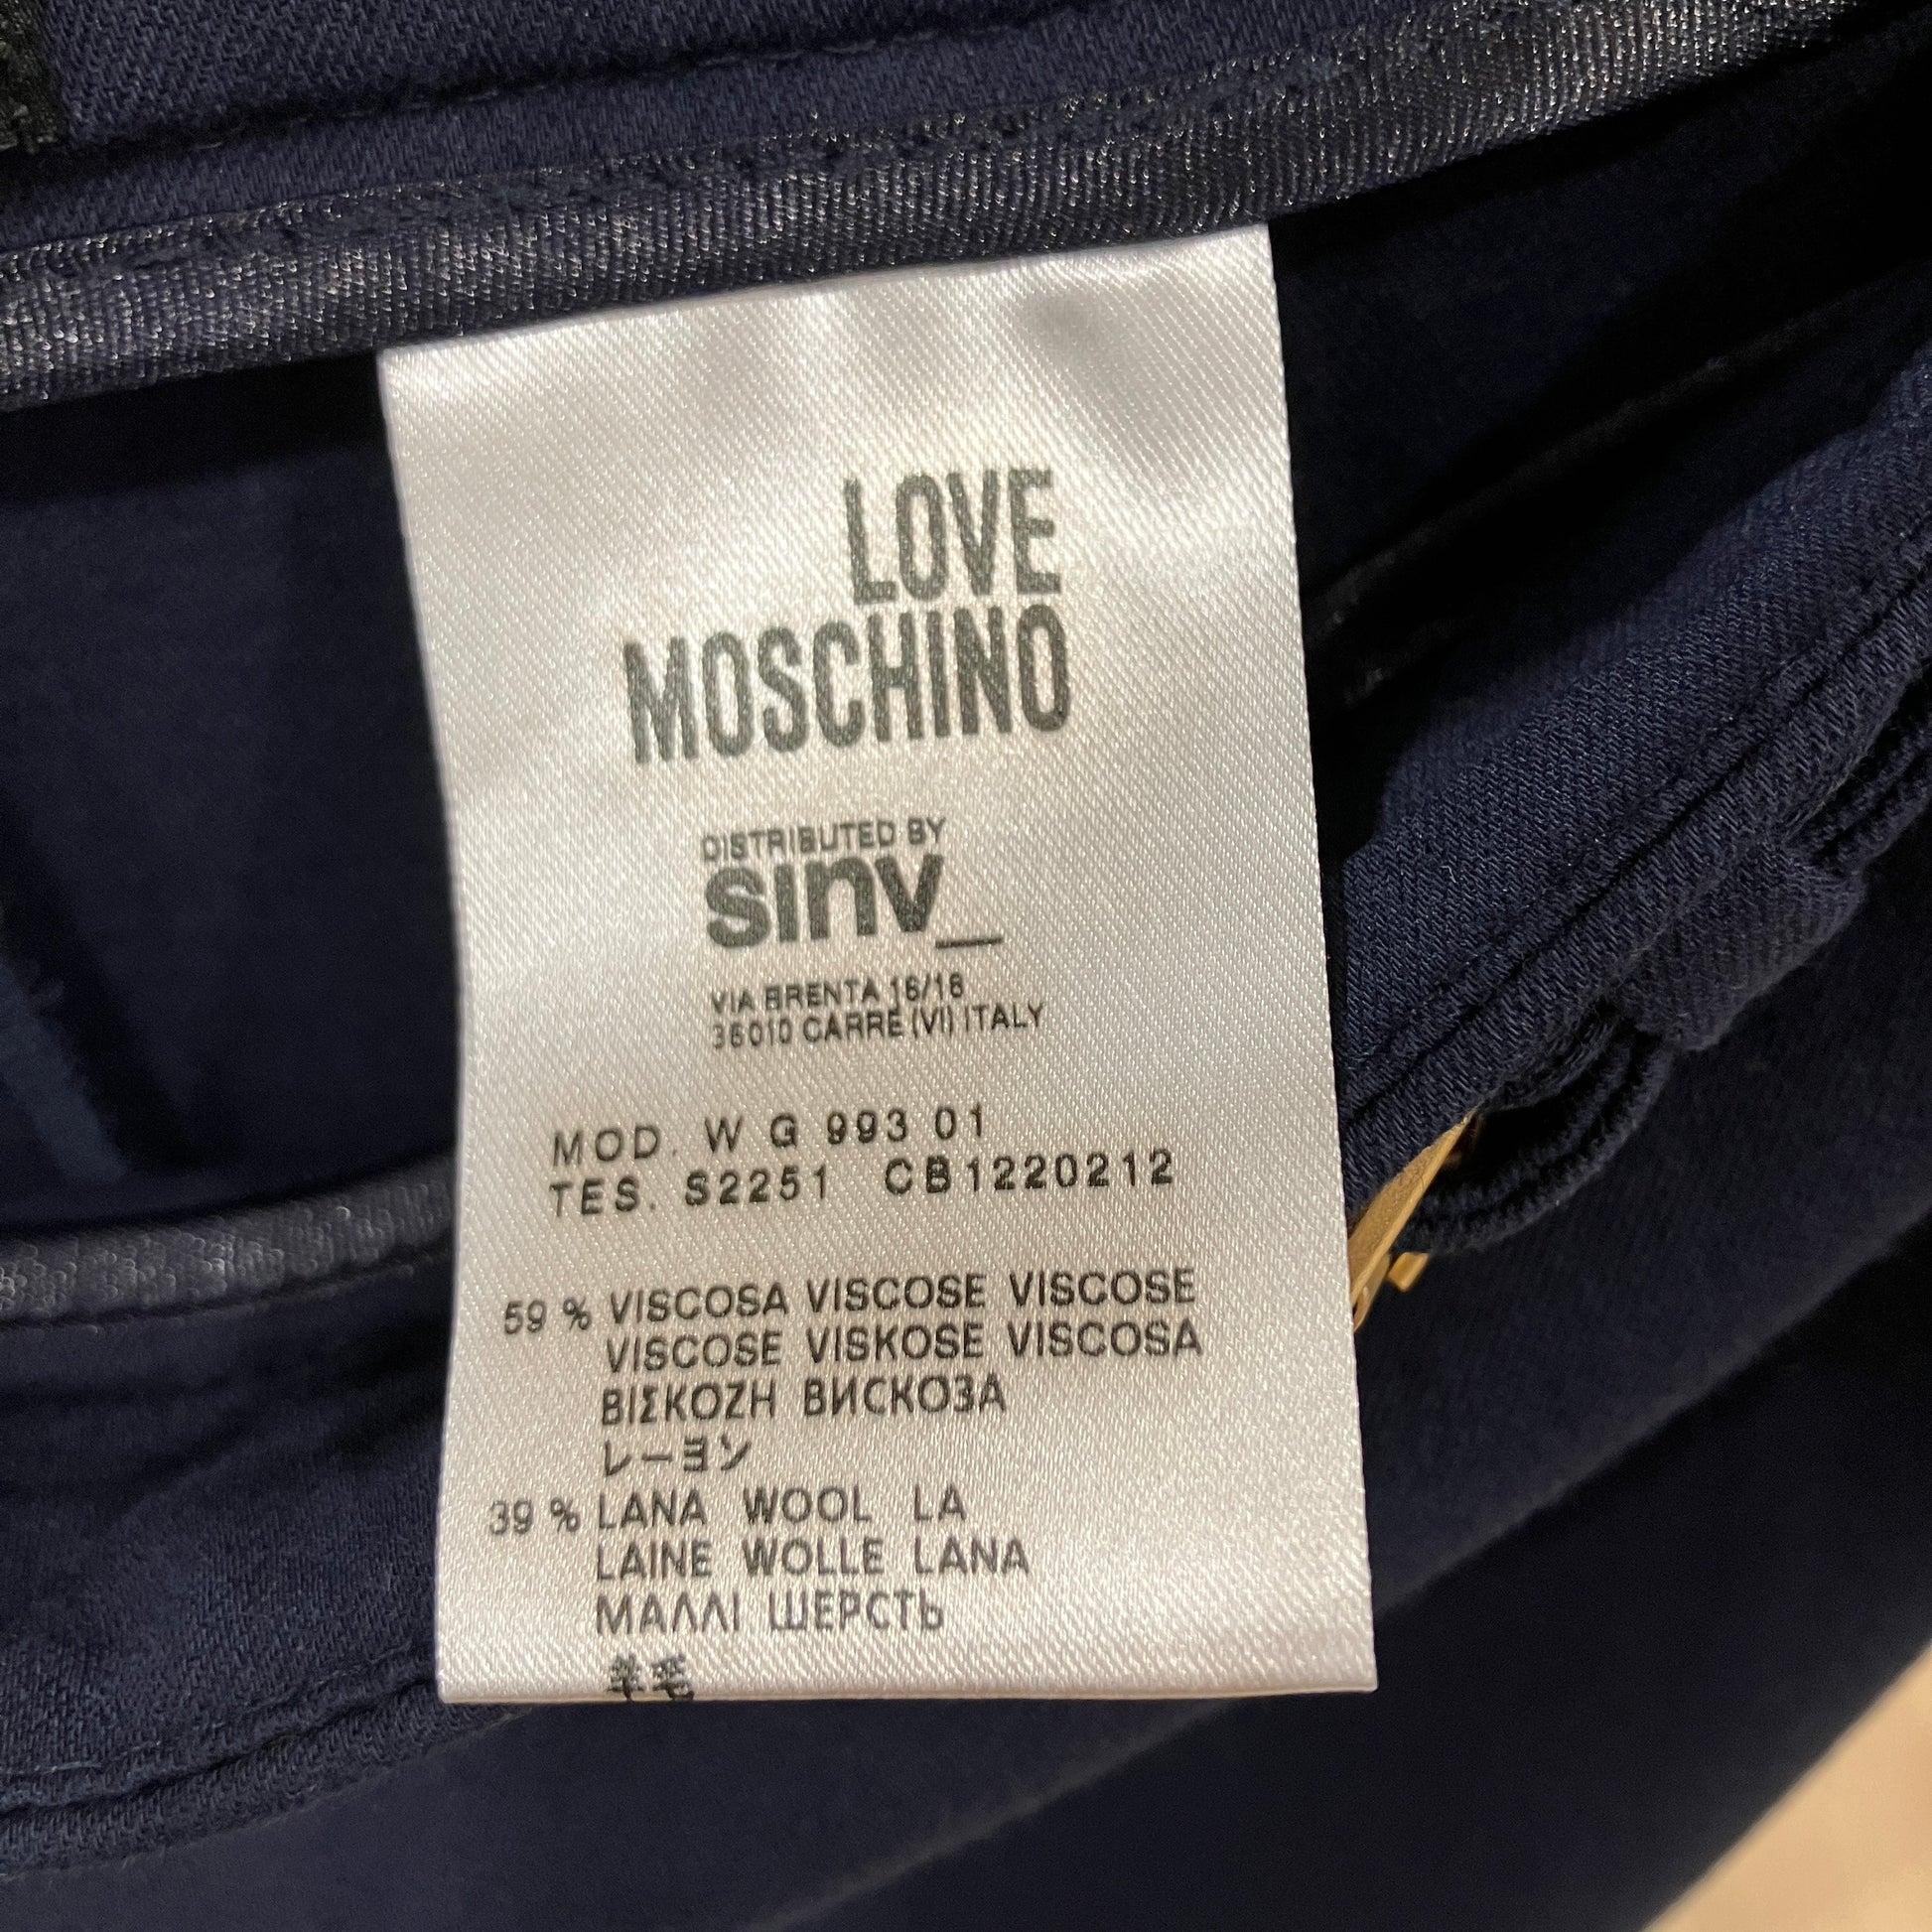 LOVE
MOSCHINO
DISTRIBUTED BY
sinv_
VIA BRENTA 16/18
36010 CARRÈ (VI) ITALY
MOD. W G 993 01
TES. S2251 CB1220212
59 % VISCOSA VISCOSE VISCOSE
VISCOSE VISKOSE VISCOSA
ΒΙΣΚΟΖΗ ВИСКОЗА
レーヨン
39 % LANA WOOL LA
LAINE WOLLE LANA
ΜΑΛΛΙ ШЕРСТЬ
羊毛